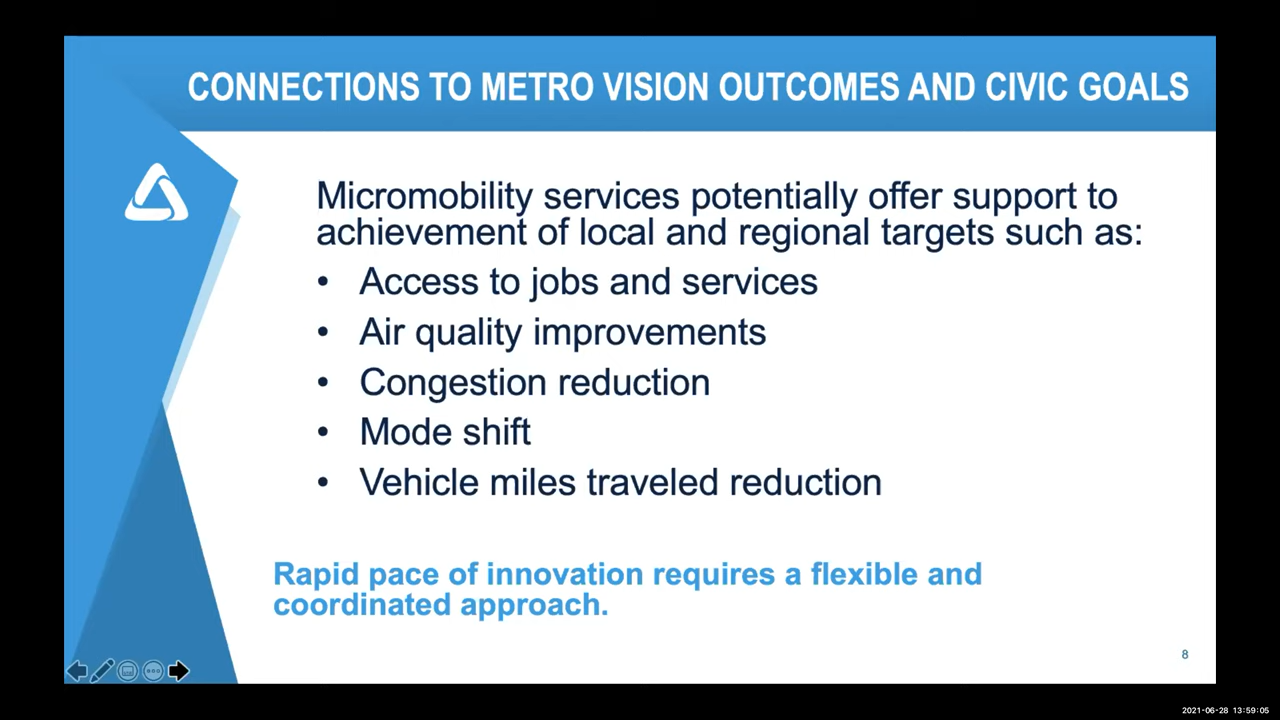 CONNECTIONS TO METRO VISION OUTCOMES AND CIVIC GOALS
Micromobility services potentially offer support to
achievement of local and regional targets such as:
• Access to jobs and services
• Air quality improvements
• Congestion reduction
• Mode shift
• Vehicle miles traveled reduction
Rapid pace of innovation requires a flexible and
coordinated approach.
8
2021-06-28 13:59:05